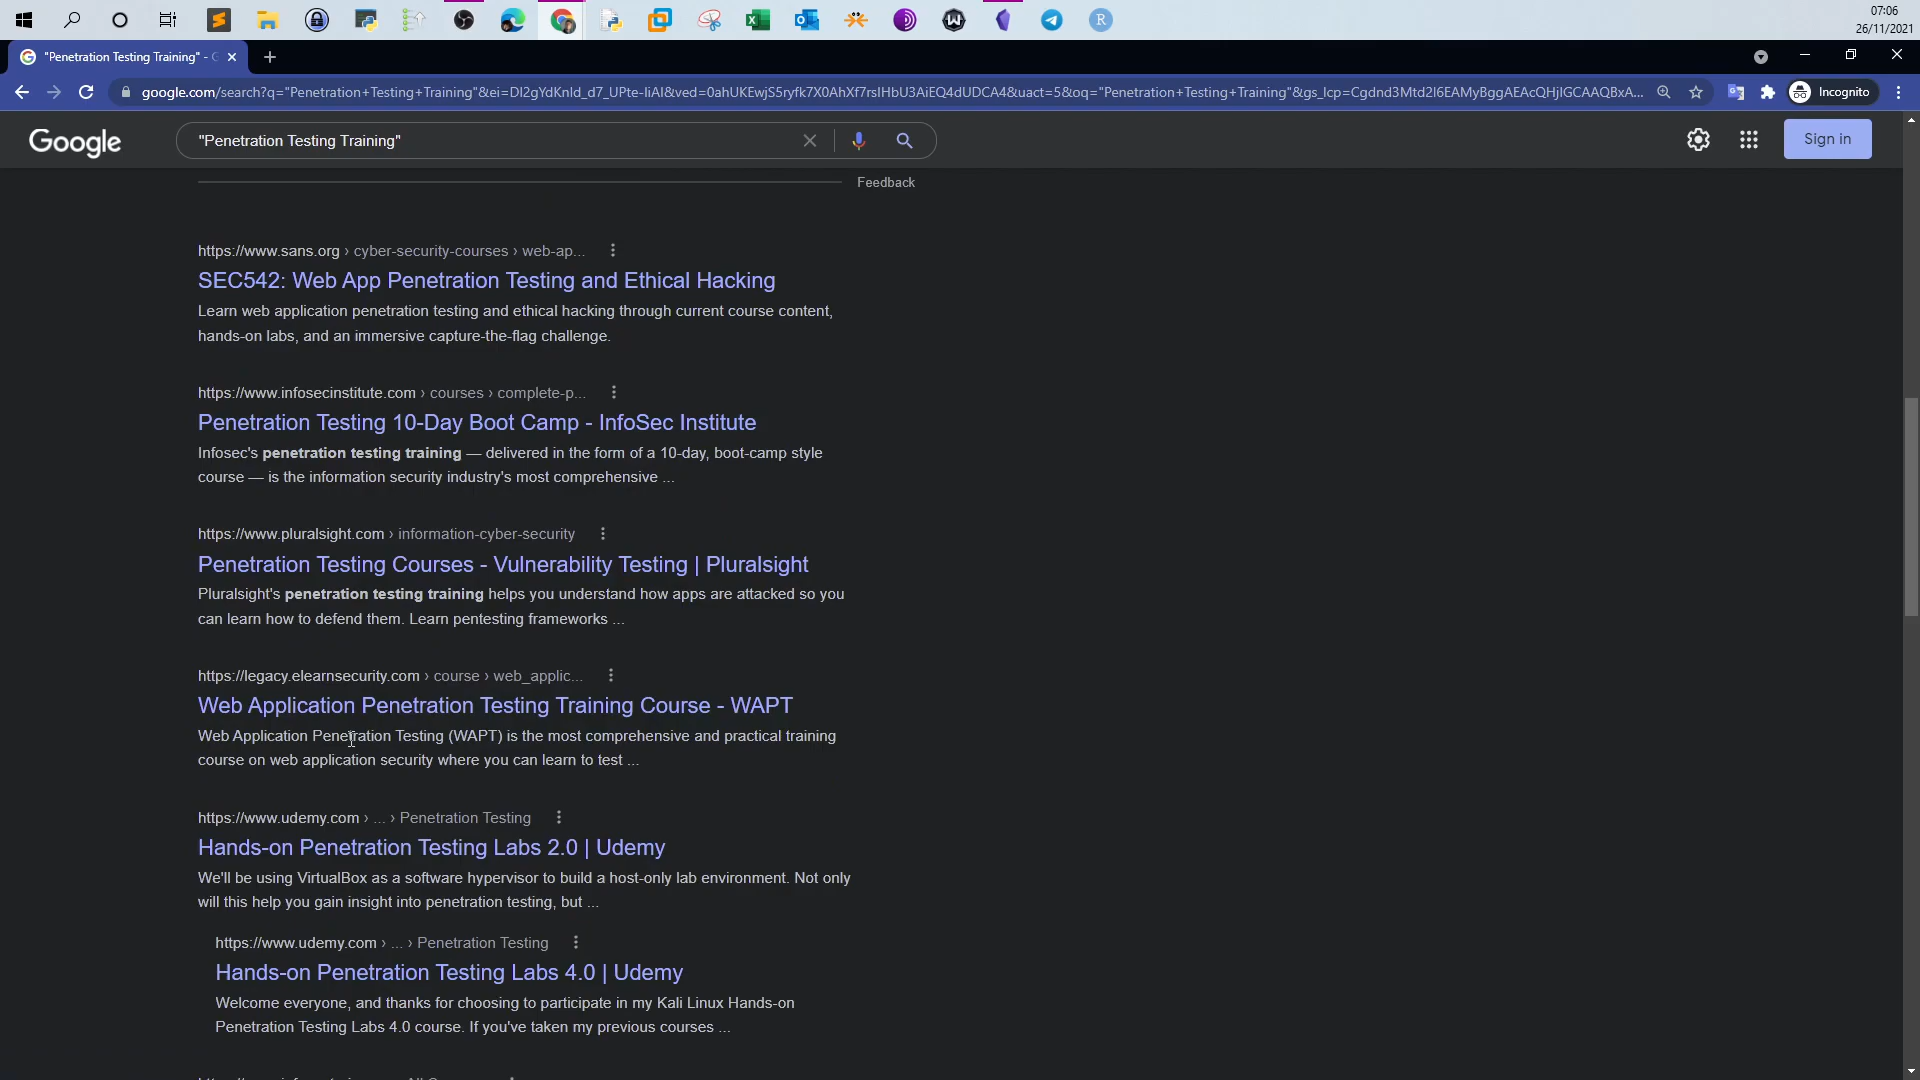 07:06
26/11/2021
"Penetration Testing Training" - G
google.com/search?q="Penetration+Testing+Training"&ei=DI2gYdKnId_d7_UPte-IiAI&ved=0ahUKEwjS5ryfk7X0AhXf7rsIHbU3AiEQ4dUDCA4&uact=5&oq="Penetration+Testing+Training"&gs_lcp=Cgdnd3Mtd2l6EAMyBggAEAcQHjIGCAAQBxA...
Incognito
Google
"Penetration Testing Training"
Sign in
Feedback
https://www.sans.org › cyber-security-courses › web-ap...
SEC542: Web App Penetration Testing and Ethical Hacking
Learn web application penetration testing and ethical hacking through current course content,
hands-on labs, and an immersive capture-the-flag challenge.
https://www.infosecinstitute.com › courses › complete-p...
Penetration Testing 10-Day Boot Camp - InfoSec Institute
Infosec's penetration testing training — delivered in the form of a 10-day, boot-camp style
course — is the information security industry's most comprehensive ...
https://www.pluralsight.com › information-cyber-security
Penetration Testing Courses - Vulnerability Testing | Pluralsight
Pluralsight's penetration testing training helps you understand how apps are attacked so you
can learn how to defend them. Learn pentesting frameworks ...
https://legacy.elearnsecurity.com › course › web_applic...
Web Application Penetration Testing Training Course - WAPT
Web Application Penetration Testing (WAPT) is the most comprehensive and practical training
course on web application security where you can learn to test ...
https://www.udemy.com › ... › Penetration Testing
Hands-on Penetration Testing Labs 2.0 | Udemy
We'll be using VirtualBox as a software hypervisor to build a host-only lab environment. Not only
will this help you gain insight into penetration testing, but ...
https://www.udemy.com › ... › Penetration Testing
Hands-on Penetration Testing Labs 4.0 | Udemy
Welcome everyone, and thanks for choosing to participate in my Kali Linux Hands-on
Penetration Testing Labs 4.0 course. If you've taken my previous courses ...